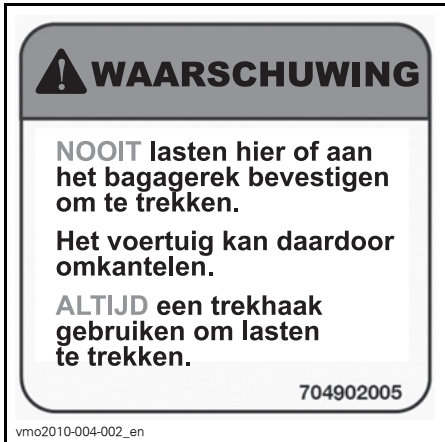 WAARSCHUWING
NOOIT lasten hier of aan
het bagagerek bevestigen
om te trekken.
Het voertuig kan daardoor
omkantelen.
ALTIJD een trekhaak
gebruiken om lasten
te trekken.
704902005
vmo2010-004-002_en